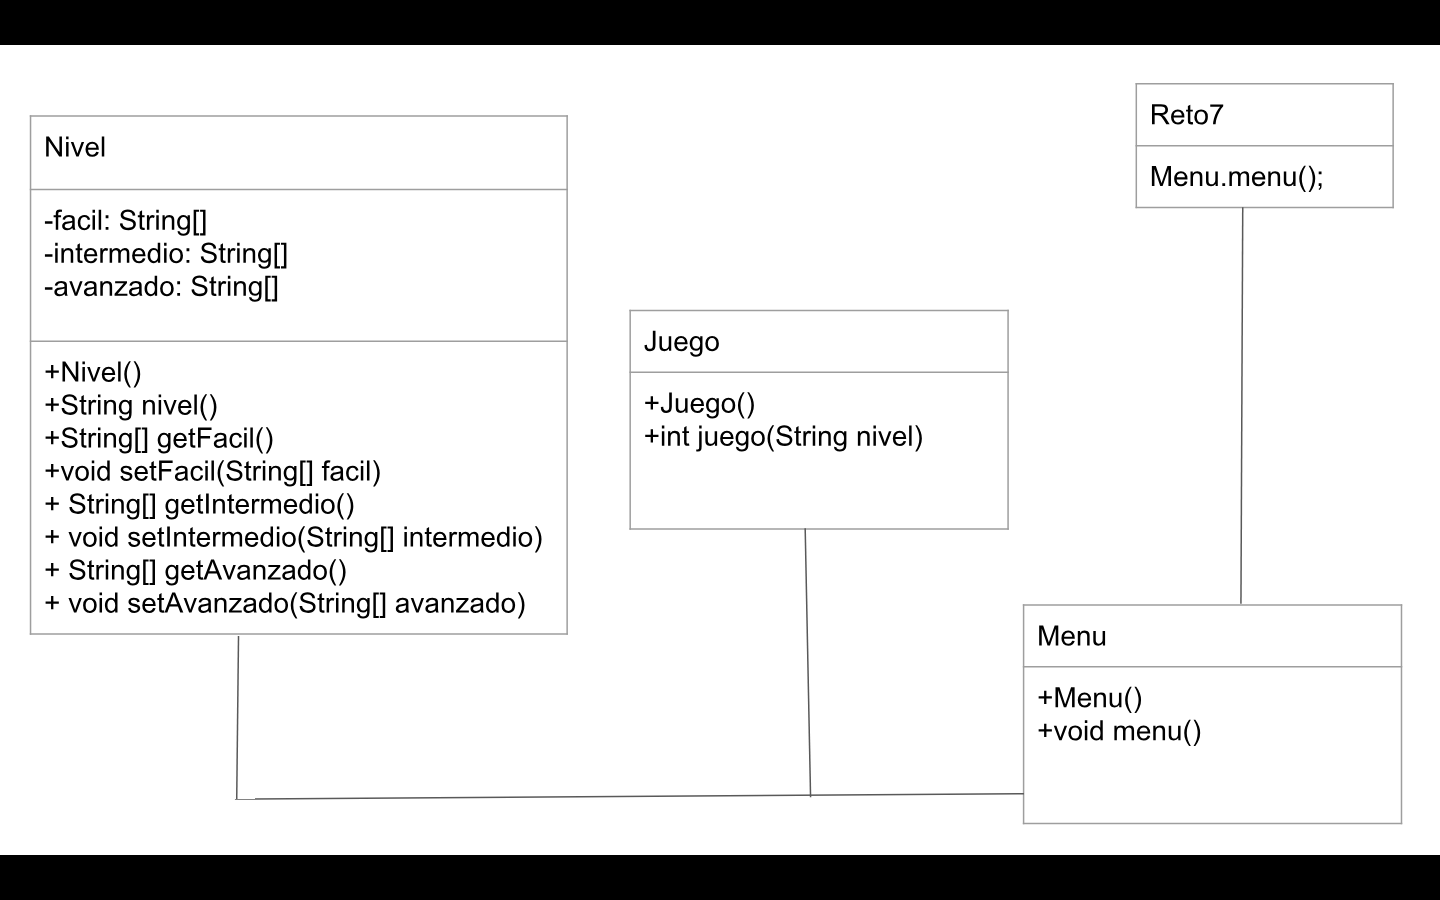 Nivel
-facil: String[]
-intermedio: String[]
-avanzado: String[]
+Nivel()
+String nivel()
+String[] getFacil()
+void setFacil(String[] facil)
+ String[] getIntermedio()
+ void setIntermedio(String[] intermedio)
+ String[] getAvanzado()
+ void setAvanzado(String[] avanzado)
Juego
+Juego()
+int juego(String nivel)
Reto7
Menu.menu();
Menu
+Menu()
+void menu()